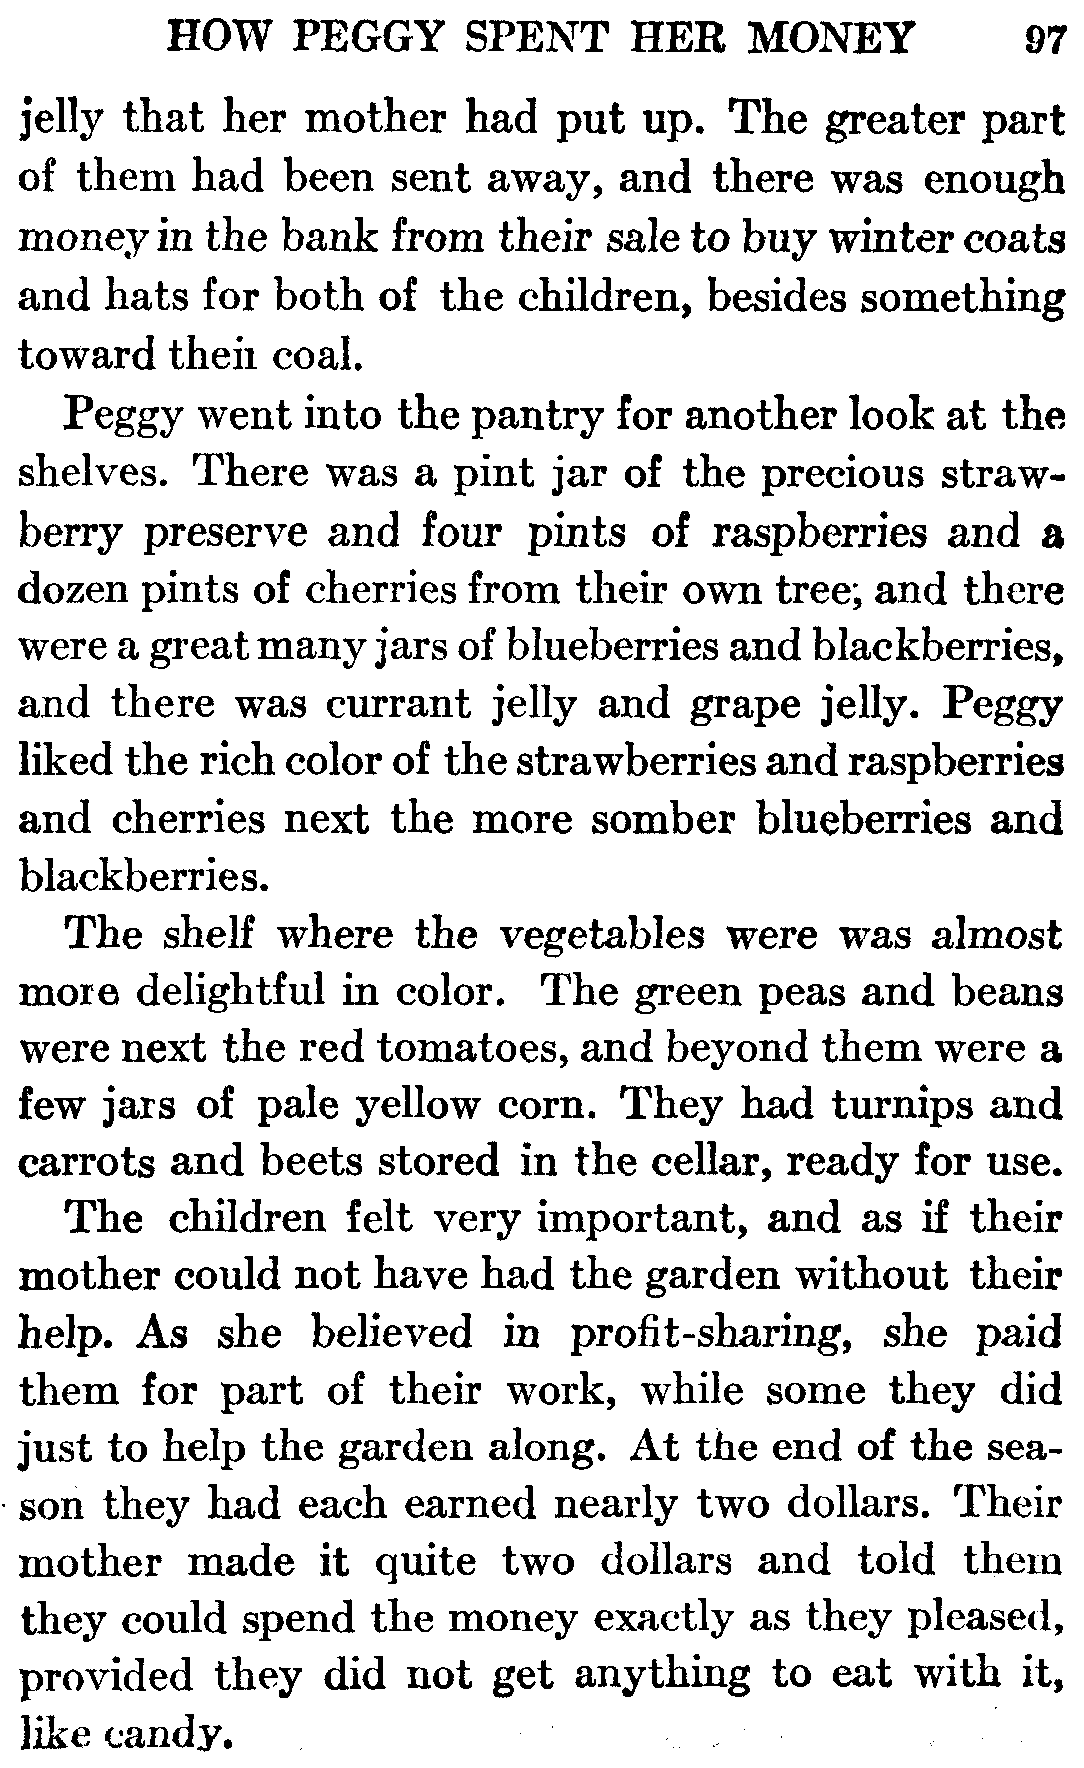 HOW PEGGY SPENT HER MONEY 97
jelly that her mother had put up. The greater part
of them had been sent away, and there was enough
money in the bank from their sale to buy winter coats
and hats for both of the children, besides something
toward their coal.
Peggy went into the pantry for another look at the
shelves. There was a pint jar of the precious straw-
berry preserve and four pints of raspberries and a
dozen pints of cherries from their own tree; and there
were a great many jars of blueberries and blackberries,
and there was currant jelly and grape jelly. Peggy
liked the rich color of the strawberries and raspberries
and cherries next the more somber blueberries and
blackberries.
The shelf where the vegetables were was almost
more delightful in color. The green peas and beans
were next the red tomatoes, and beyond them were a
few jars of pale yellow corn. They had turnips and
carrots and beets stored in the cellar, ready for use.
The children felt very important, and as if their
mother could not have had the garden without their
help. As she believed in profit-sharing, she paid
them for part of their work, while some they did
just to help the garden along. At the end of the sea-
son they had each earned nearly two dollars. Their
mother made it quite two dollars and told them
they could spend the money exactly as they pleased,
provided they did not get anything to eat with it,
like candy.